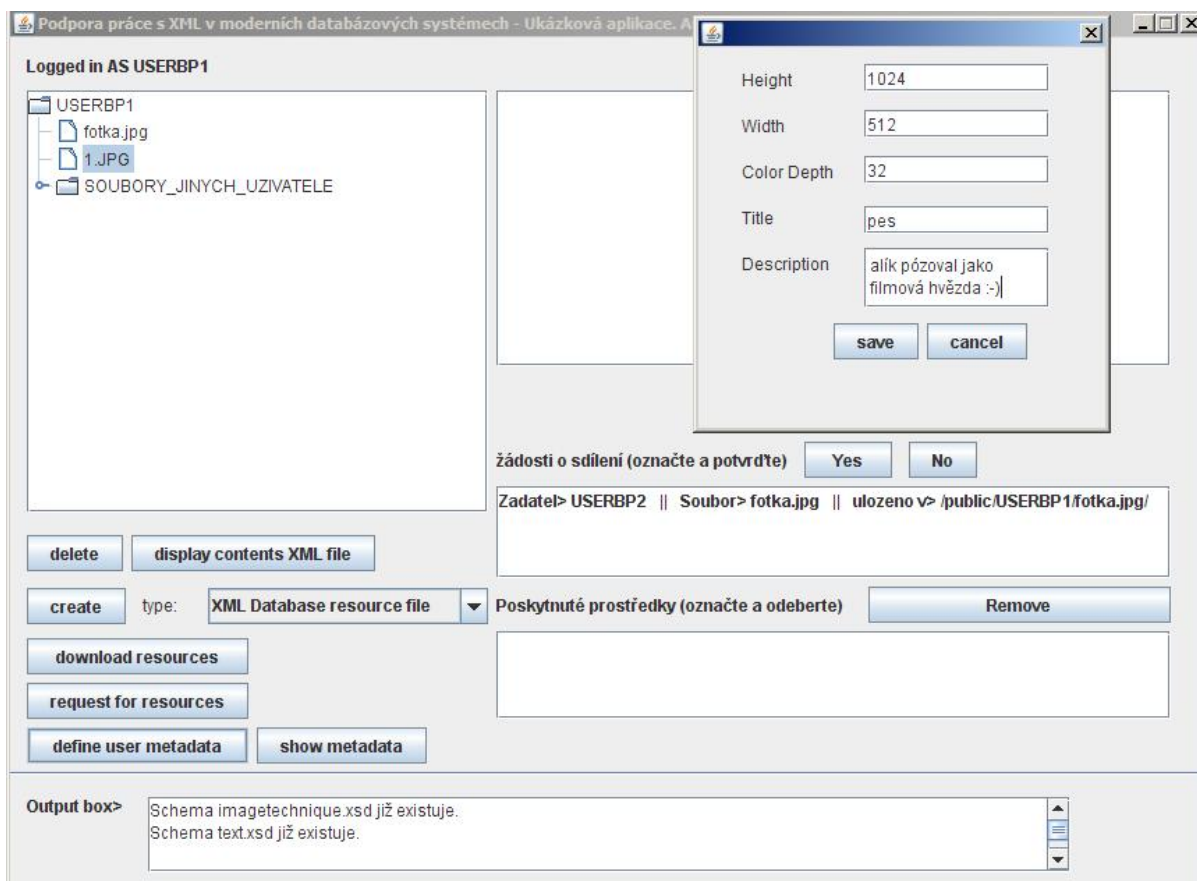 Podpora práce s XML v moderních databázových systémech - Ukázková aplikace. A
Logged in AS USERBP1
USERBP1
fotka.jpg
1.JPG
SOUBORY_JINYCH_UZIVATELE
Height 1024
Width 512
Color Depth 32
Title pes
Description alík pózoval jako
filmová hvězda :-)
save cancel
žádosti o sdílení (označte a potvrďte) Yes No
Zadatel> USERBP2 || Soubor> fotka.jpg || ulozeno v> /public/USERBP1/fotka.jpg/
delete display contents XML file
create type: XML Database resource file
Poskytnuté prostředky (označte a odeberte) Remove
download resources
request for resources
define user metadata show metadata
Output box> Schema imagetechnique.xsd již existuje.
Schema text.xsd již existuje.